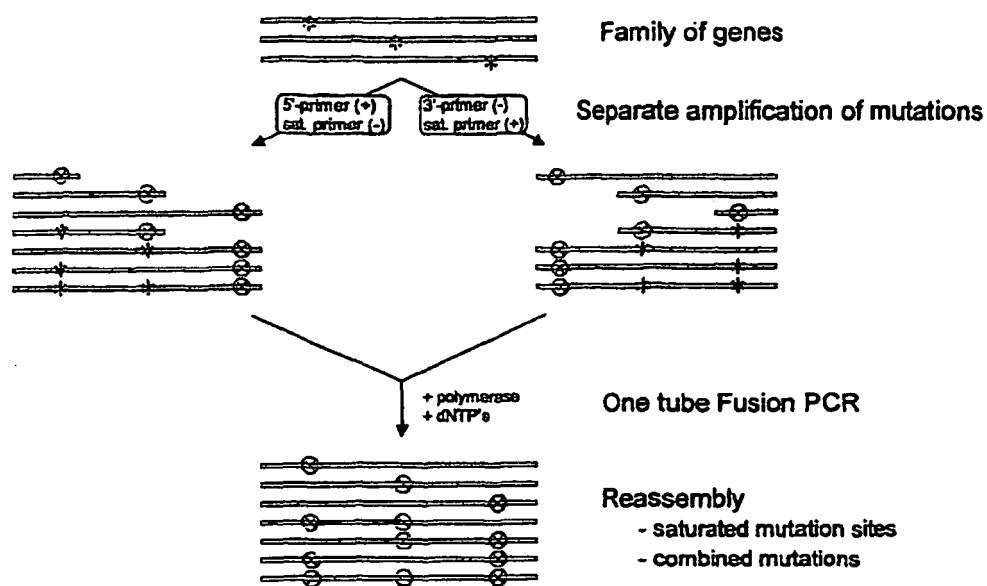 Family of genes
5'-primer (+)
sat. primer (-)
3'-primer (-)
sat. primer (+)
Separate amplification of mutations
+ polymerase
+ dNTP's
One tube Fusion PCR
Reassembly
- saturated mutation sites
- combined mutations